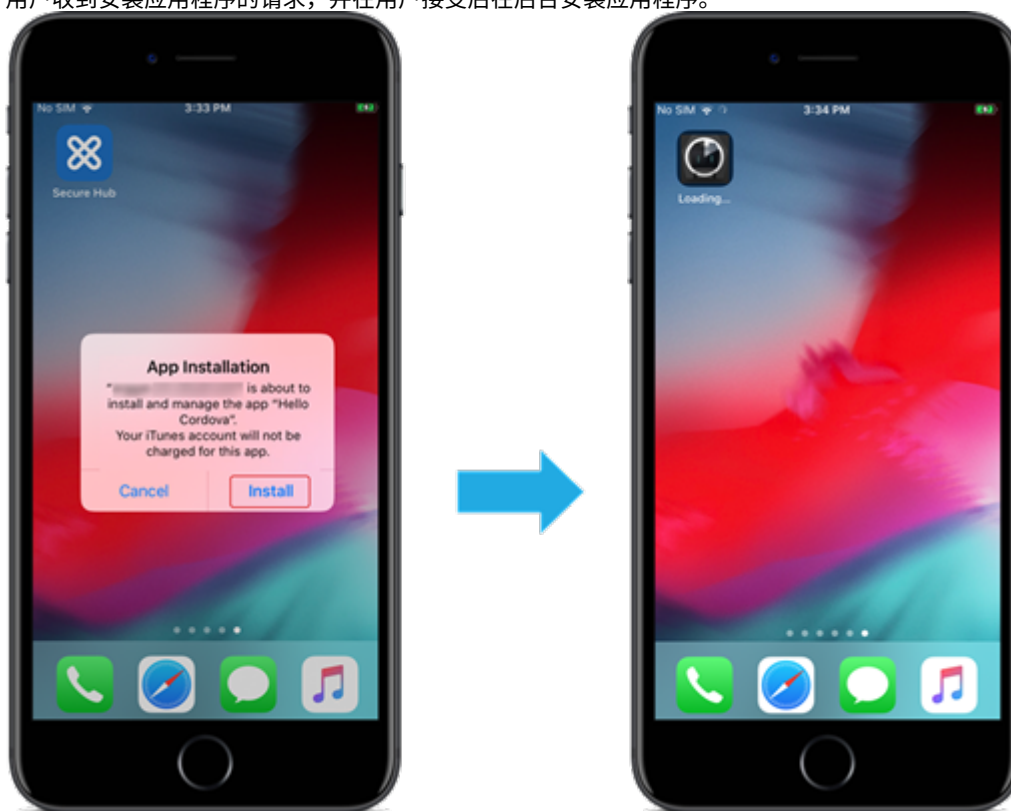 用户收到安装应用程序的请求，并在用户接受后在后台安装应用程序。
No SIM 3:33 PM
Secure Hub
App Installation
" is about to
install and manage the app "Hello
Cordova".
Your iTunes account will not be
charged for this app.
Cancel Install
No SIM 3:34 PM
Loading...